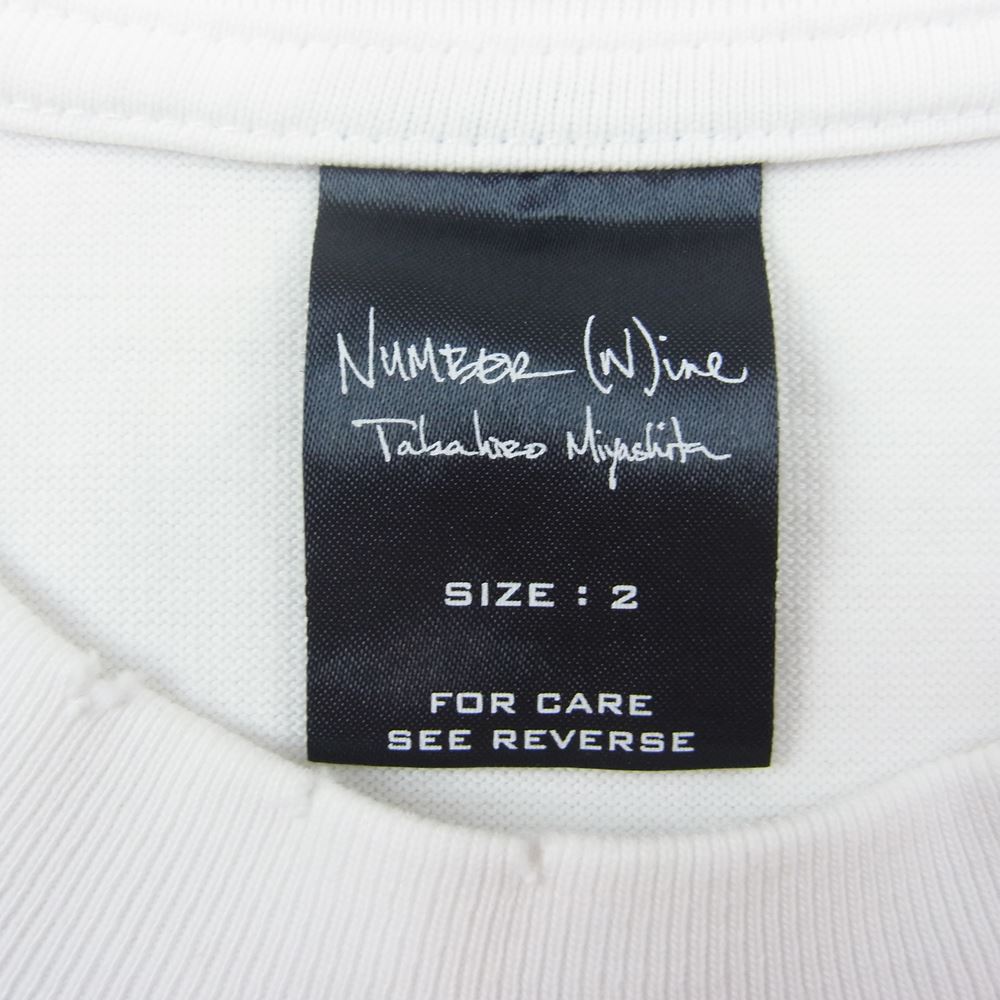 NUMBER (N)ine
Takahiro Miyashita
SIZE : 2
FOR CARE
SEE REVERSE